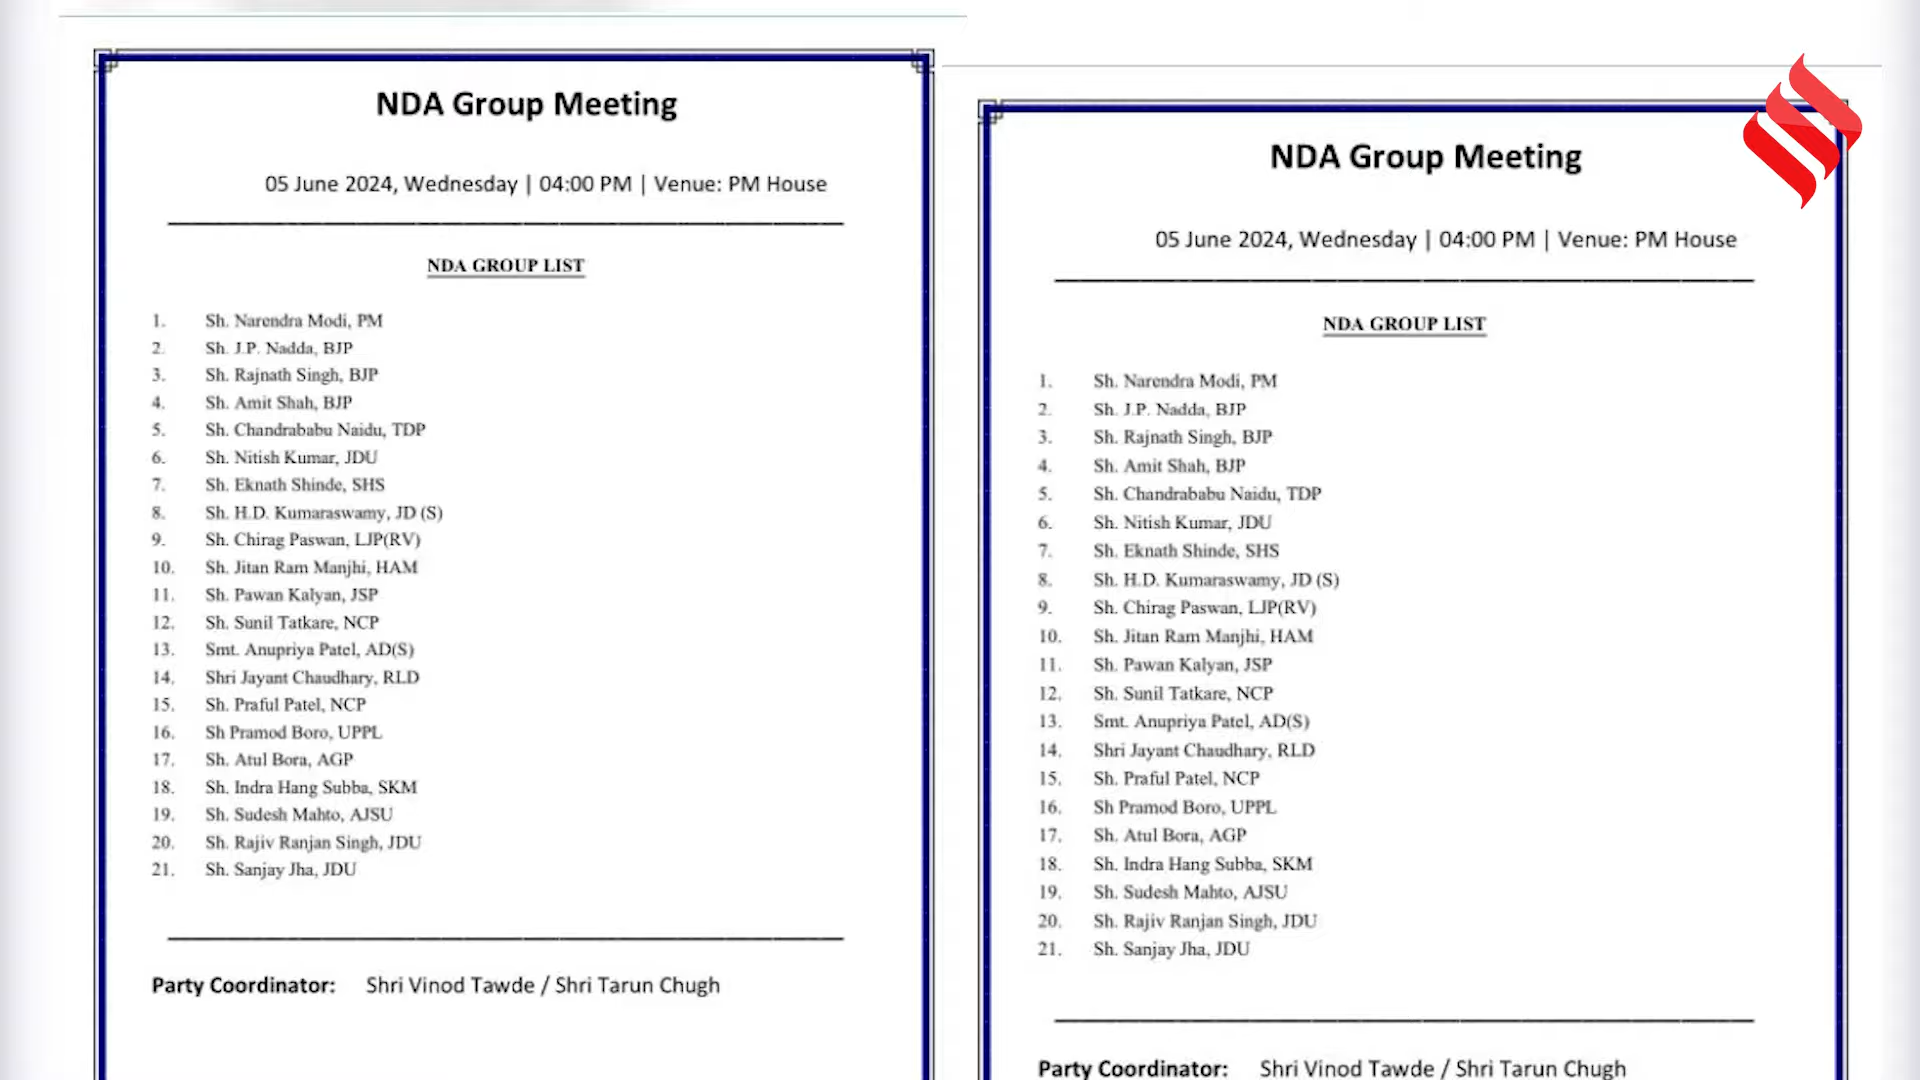 NDA Group Meeting
05 June 2024, Wednesday | 04:00 PM | Venue: PM House
NDA GROUP LIST
1. Sh. Narendra Modi, PM
2. Sh. J.P. Nadda, BJP
3. Sh. Rajnath Singh, BJP
4. Sh. Amit Shah, BJP
5. Sh. Chandrababu Naidu, TDP
6. Sh. Nitish Kumar, JDU
7. Sh. Eknath Shinde, SHS
8. Sh. H.D. Kumaraswamy, JD (S)
9. Sh. Chirag Paswan, LJP(RV)
10. Sh. Jitan Ram Manjhi, HAM
11. Sh. Pawan Kalyan, JSP
12. Sh. Sunil Tatkare, NCP
13. Smt. Anupriya Patel, AD(S)
14. Shri Jayant Chaudhary, RLD
15. Sh. Praful Patel, NCP
16. Sh Pramod Boro, UPPL
17. Sh. Atul Bora, AGP
18. Sh. Indra Hang Subba, SKM
19. Sh. Sudesh Mahto, AJSU
20. Sh. Rajiv Ranjan Singh, JDU
21. Sh. Sanjay Jha, JDU
Party Coordinator: Shri Vinod Tawde / Shri Tarun Chugh
NDA Group Meeting
05 June 2024, Wednesday | 04:00 PM | Venue: PM House
NDA GROUP LIST
1. Sh. Narendra Modi, PM
2. Sh. J.P. Nadda, BJP
3. Sh. Rajnath Singh, BJP
4. Sh. Amit Shah, BJP
5. Sh. Chandrababu Naidu, TDP
6. Sh. Nitish Kumar, JDU
7. Sh. Eknath Shinde, SHS
8. Sh. H.D. Kumaraswamy, JD (S)
9. Sh. Chirag Paswan, LJP(RV)
10. Sh. Jitan Ram Manjhi, HAM
11. Sh. Pawan Kalyan, JSP
12. Sh. Sunil Tatkare, NCP
13. Smt. Anupriya Patel, AD(S)
14. Shri Jayant Chaudhary, RLD
15. Sh. Praful Patel, NCP
16. Sh Pramod Boro, UPPL
17. Sh. Atul Bora, AGP
18. Sh. Indra Hang Subba, SKM
19. Sh. Sudesh Mahto, AJSU
20. Sh. Rajiv Ranjan Singh, JDU
21. Sh. Sanjay Jha, JDU
Party Coordinator: Shri Vinod Tawde / Shri Tarun Chugh